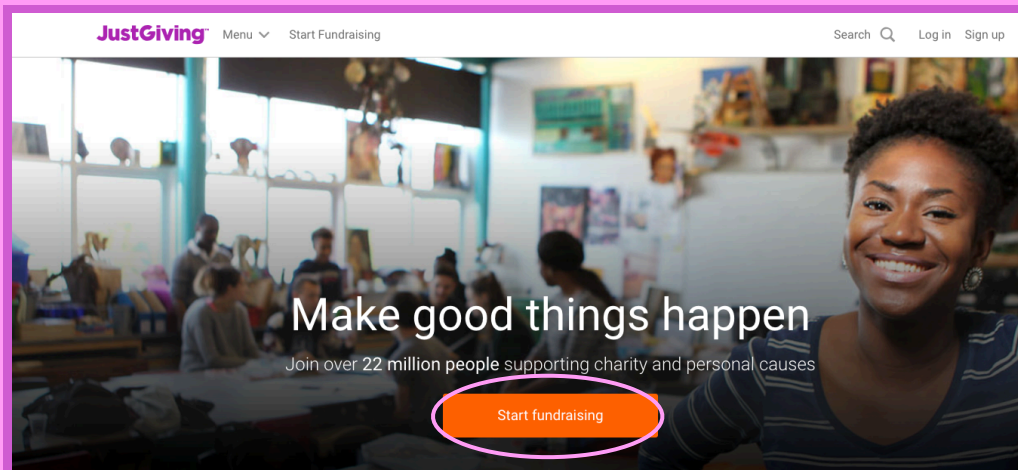 JustGiving™ Menu Start Fundraising Search Log in Sign up
Make good things happen
Join over 22 million people supporting charity and personal causes
Start fundraising